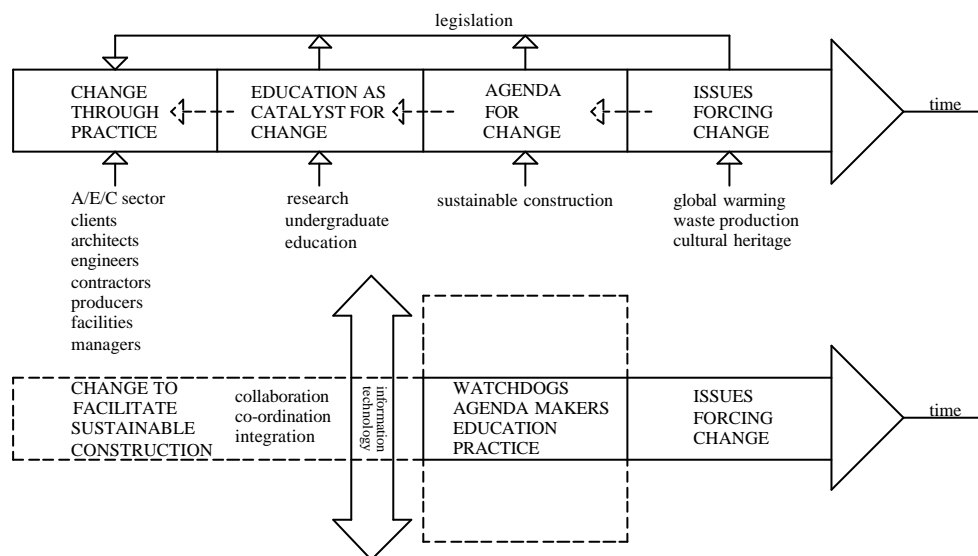 legislation
CHANGE
THROUGH
PRACTICE
EDUCATION AS
CATALYST FOR
CHANGE
AGENDA
FOR
CHANGE
ISSUES
FORCING
CHANGE
time
A/E/C sector
clients
architects
engineers
contractors
producers
facilities
managers
research
undergraduate
education
sustainable construction
global warming
waste production
cultural heritage
CHANGE TO
FACILITATE
SUSTAINABLE
CONSTRUCTION
collaboration
co-ordination
integration
information
technology
WATCHDOGS
AGENDA MAKERS
EDUCATION
PRACTICE
ISSUES
FORCING
CHANGE
time